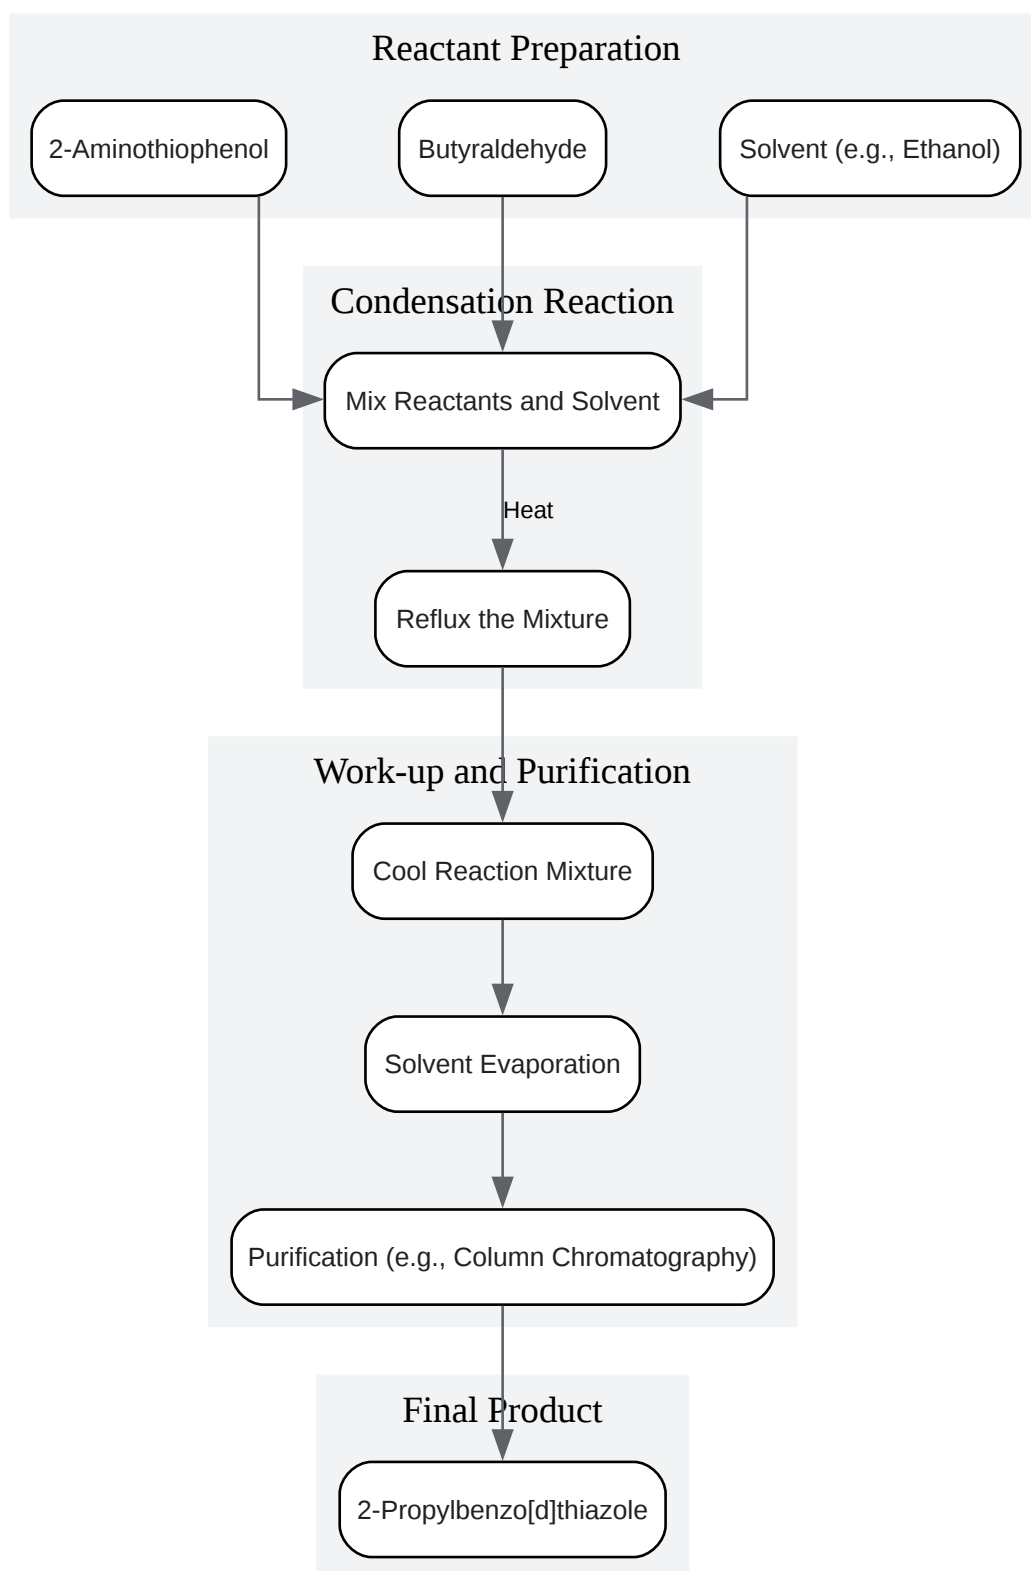 Reactant Preparation
2-Aminothiophenol
Butyraldehyde
Solvent (e.g., Ethanol)
Condensation Reaction
Mix Reactants and Solvent
Heat
Reflux the Mixture
Work-up and Purification
Cool Reaction Mixture
Solvent Evaporation
Purification (e.g., Column Chromatography)
Final Product
2-Propylbenzo[d]thiazole